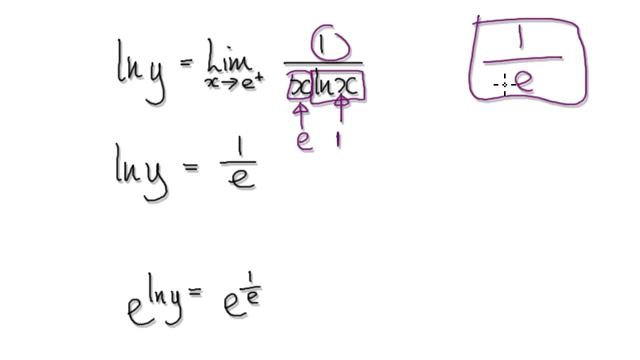 ln y = Lim x→e⁺ 1 / x ln x
e 1
1 / e
ln y = 1 / e
e^ln y = e^1/e